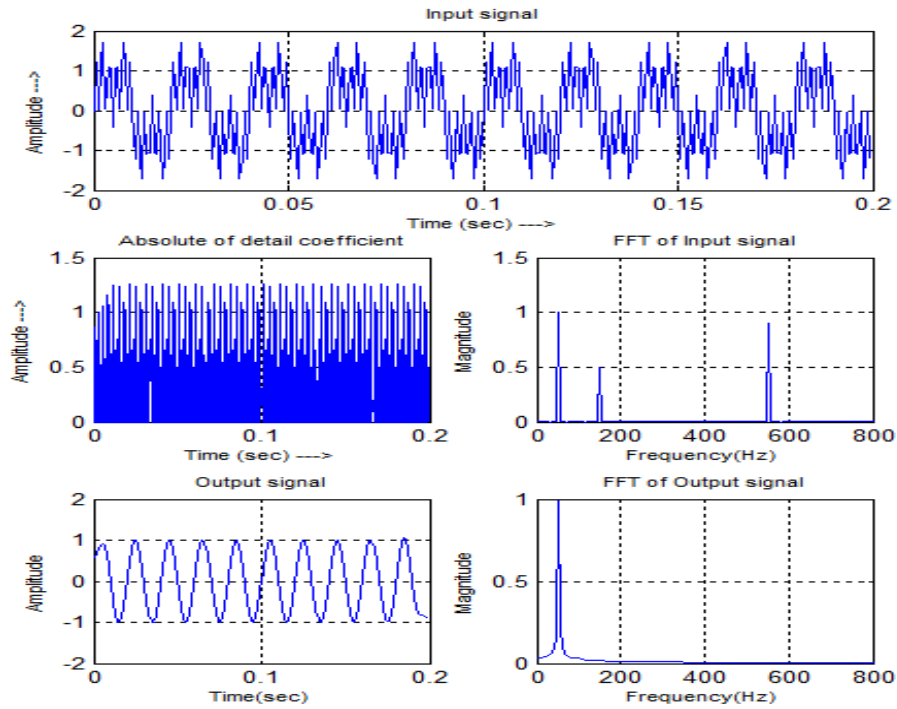 Input signal
Amplitude --->
2
1
0
-1
-2
0 0.05 0.1 0.15 0.2
Time (sec) --->
Absolute of detail coefficient
Amplitude --->
1.5
1
0.5
0
0 0.1 0.2
Time (sec) --->
FFT of Input signal
Magnitude
1.5
1
0.5
0
0 200 400 600 800
Frequency(Hz)
Output signal
Amplitude
2
1
0
-1
-2
0 0.1 0.2
Time(sec)
FFT of Output signal
Magnitude
1
0.5
0
0 200 400 600 800
Frequency(Hz)